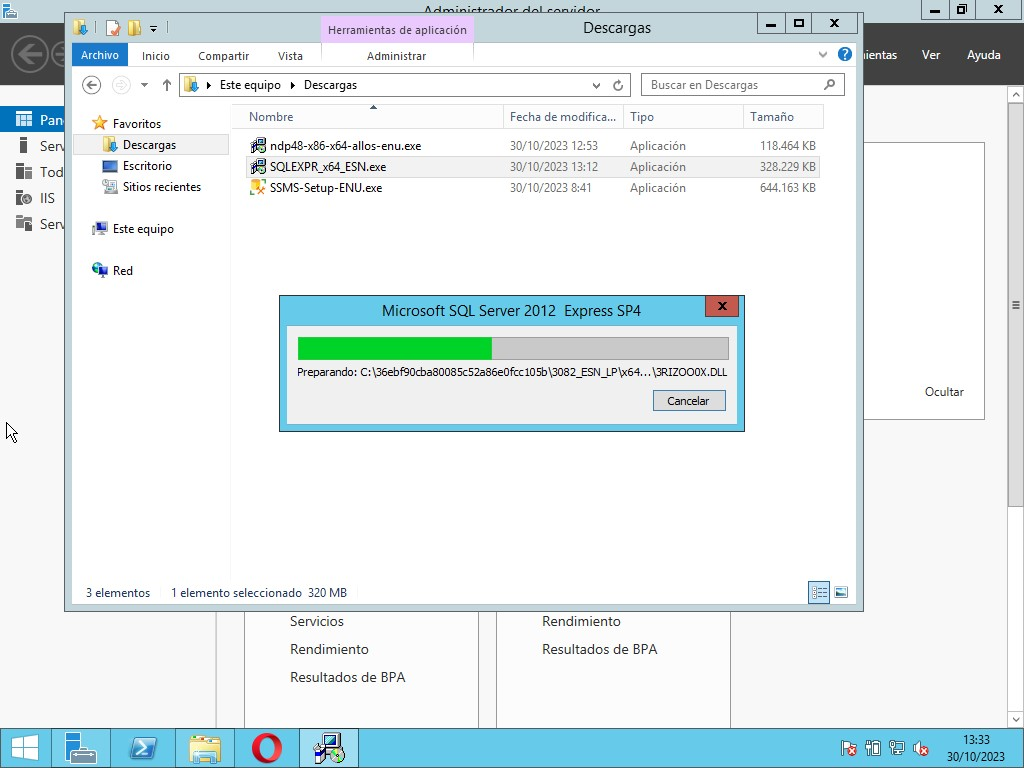 Administrador del servidor
Herramientas de aplicación
Descargas
Archivo
Inicio
Compartir
Vista
Administrar
Ver
Ayuda
Este equipo
Descargas
Buscar en Descargas
Nombre
Fecha de modifica...
Tipo
Tamaño
Favoritos
Descargas
Escritorio
Sitios recientes
Este equipo
Red
ndp48-x86-x64-allos-enu.exe 30/10/2023 12:53 Aplicación 118.464 KB
SQLEXPR_x64_ESN.exe 30/10/2023 13:12 Aplicación 328.229 KB
SSMS-Setup-ENU.exe 30/10/2023 8:41 Aplicación 644.163 KB
Pan
Serv
Tod
IIS
Serv
Microsoft SQL Server 2012 Express SP4
Preparando: C:\36ebf90cba80085c52a86e0fcc105b\3082_ESN_LP\x64...\3RIZOO0X.DLL
Cancelar
Ocultar
3 elementos
1 elemento seleccionado 320 MB
Servicios
Rendimiento
Resultados de BPA
Rendimiento
Resultados de BPA
13:33
30/10/2023